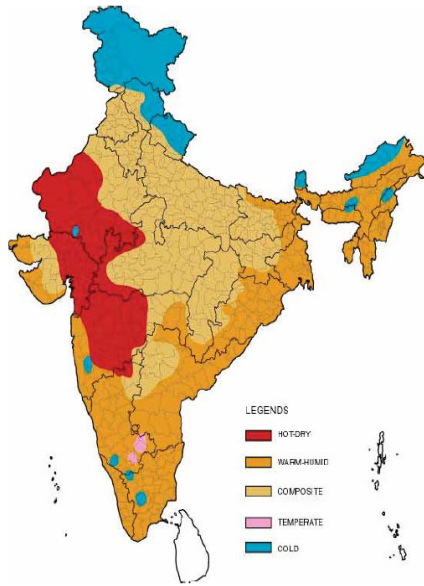 LEGENDS
HOT-DRY
WARM-HUMID
COMPOSITE
TEMPERATE
COLD